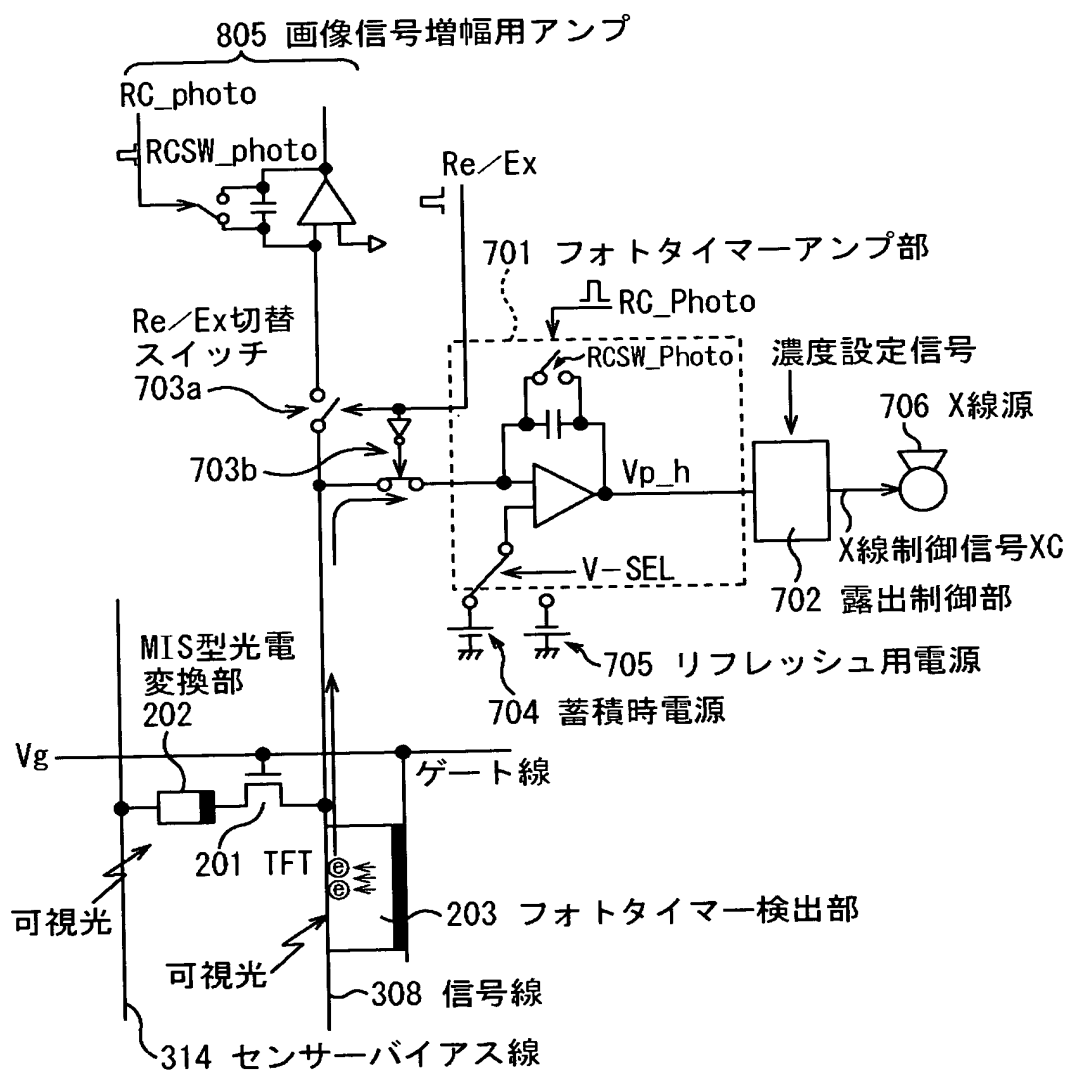 805 画像信号増幅用アンプ
RC_photo
RCSW_photo
Re／Ex
701 フォトタイマーアンプ部
RC_Photo
Re／Ex切替
スイッチ
703a
RCSW_Photo
濃度設定信号
706 X線源
703b
Vp_h
V-SEL
X線制御信号XC
702 露出制御部
MIS型光電
変換部
202
705 リフレッシュ用電源
704 蓄積時電源
Vg
ゲート線
201 TFT
e
e
203 フォトタイマー検出部
可視光
可視光
308 信号線
314 センサーバイアス線